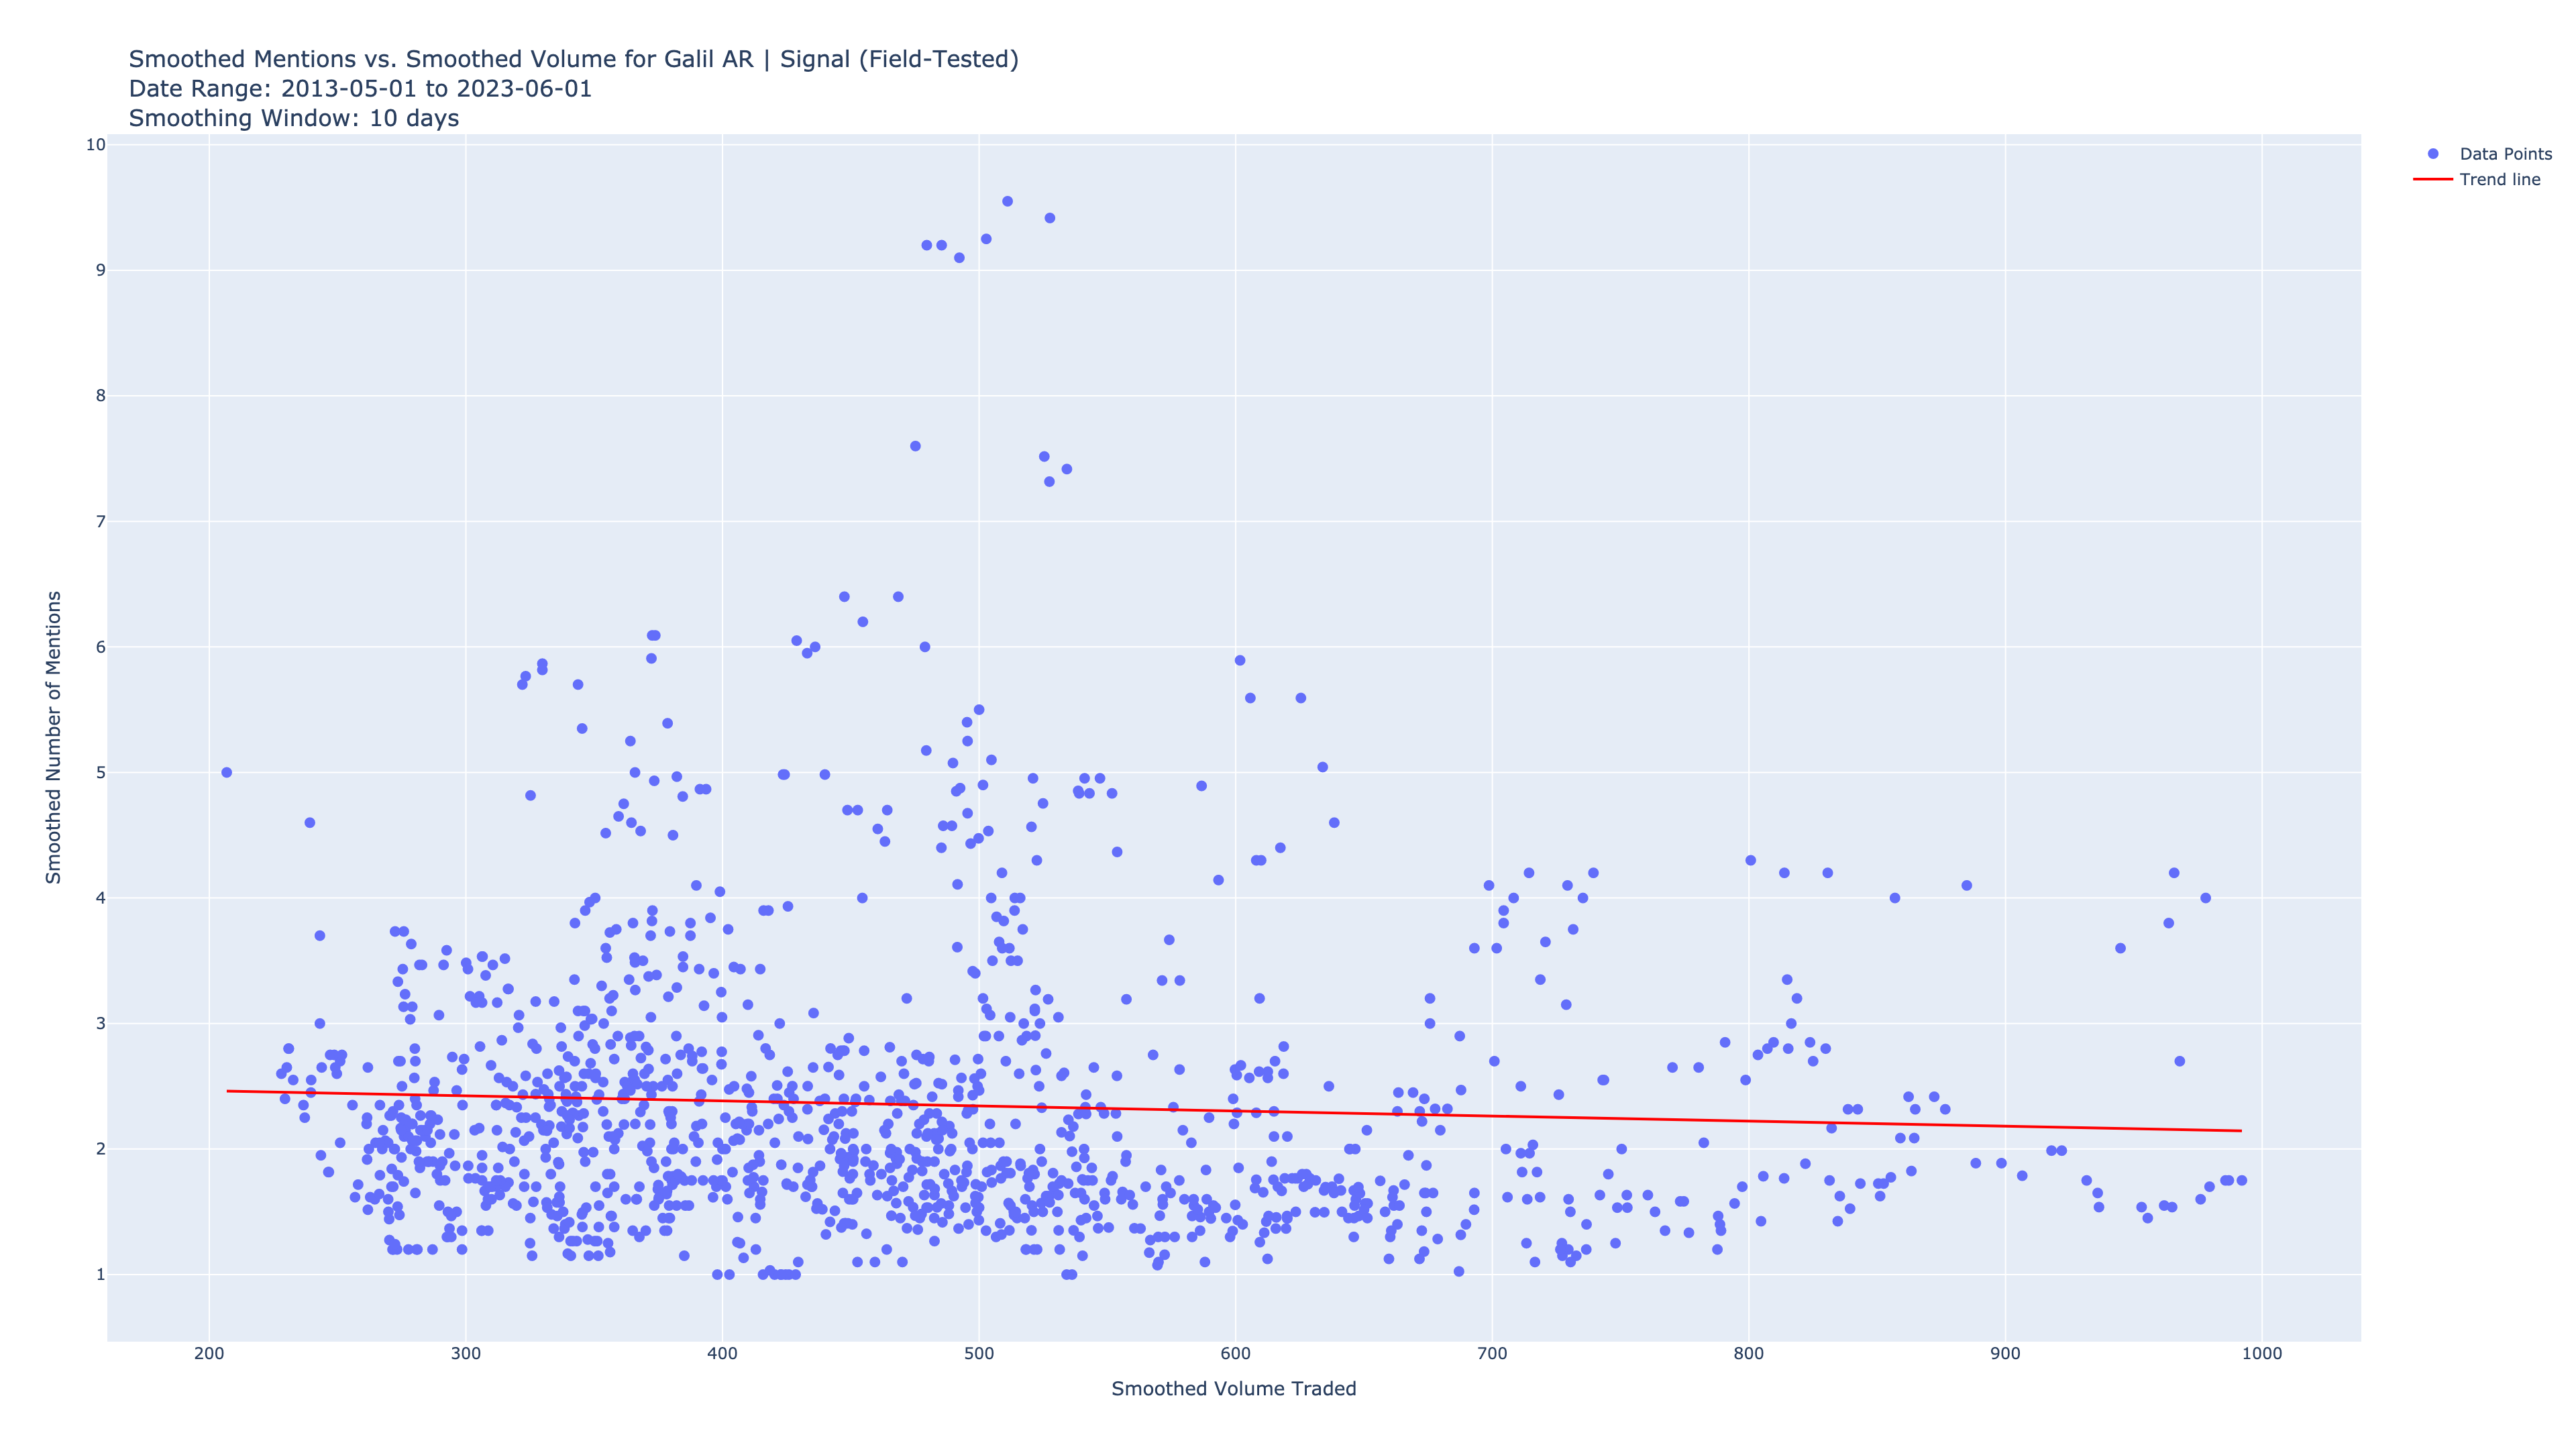 Smoothed Mentions vs. Smoothed Volume for Galil AR | Signal (Field-Tested)
Date Range: 2013-05-01 to 2023-06-01
Smoothing Window: 10 days
Data Points
Trend line
Smoothed Number of Mentions
10
9
8
7
6
5
4
3
2
1
200 300 400 500 600 700 800 900 1000
Smoothed Volume Traded